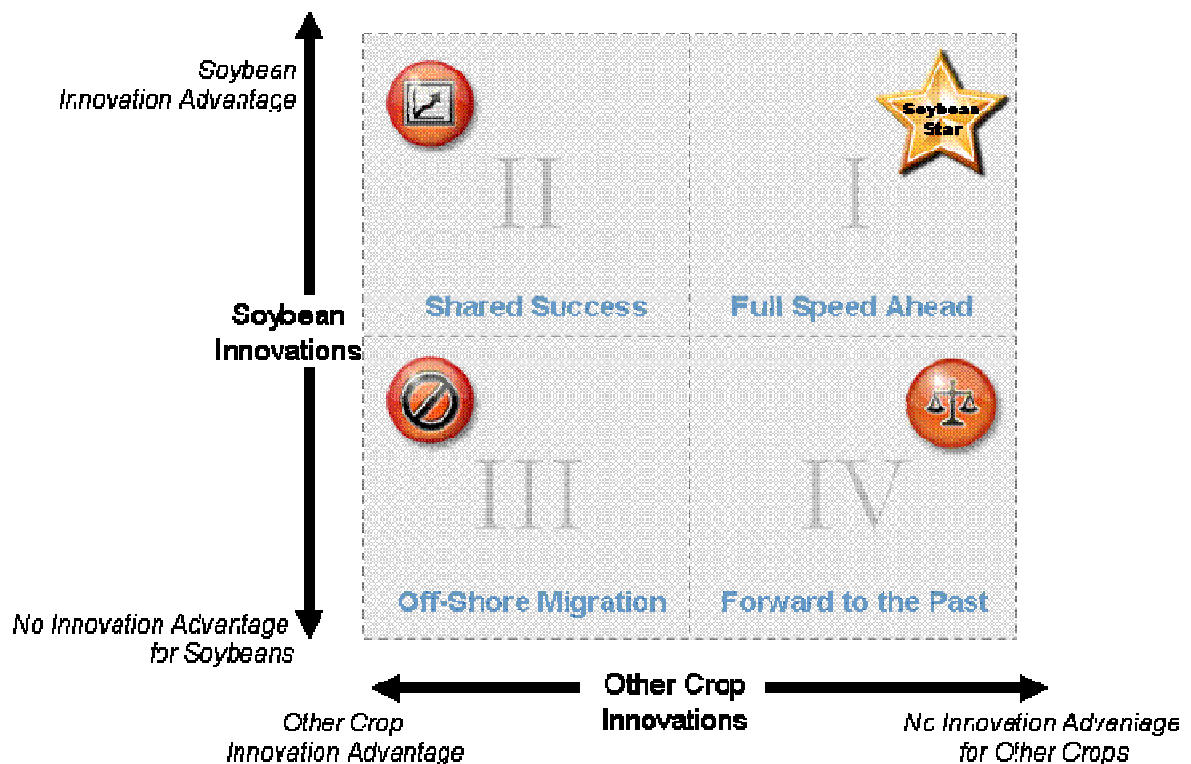 Soybean
Innovation Advantage
Soybean
Star
II
I
Shared Success
Full Speed Ahead
Soybean
Innovations
III
IV
Off-Shore Migration
Forward to the Past
No Innovation Advantage
for Soybeans
Other Crop
Innovations
Other Crop
Innovation Advantage
No Innovation Advantage
for Other Crops